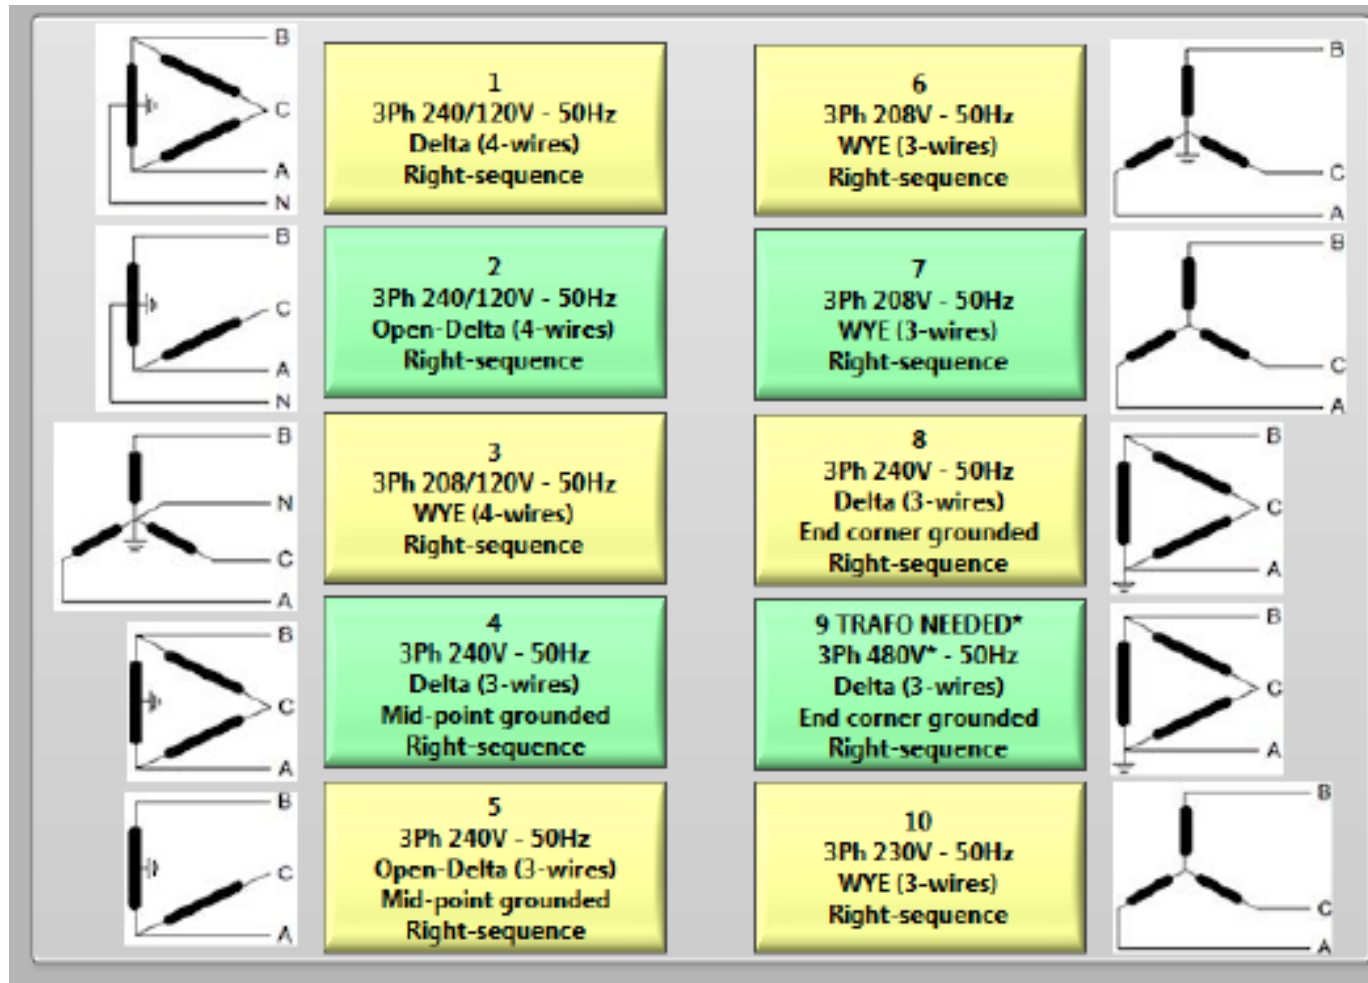 B
C
A
N
1
3Ph 240/120V - 50Hz
Delta (4-wires)
Right-sequence
B
C
A
N
2
3Ph 240/120V - 50Hz
Open-Delta (4-wires)
Right-sequence
B
N
C
A
3
3Ph 208/120V - 50Hz
WYE (4-wires)
Right-sequence
B
C
A
4
3Ph 240V - 50Hz
Delta (3-wires)
Mid-point grounded
Right-sequence
B
C
A
5
3Ph 240V - 50Hz
Open-Delta (3-wires)
Mid-point grounded
Right-sequence
6
3Ph 208V - 50Hz
WYE (3-wires)
Right-sequence
B
C
A
7
3Ph 208V - 50Hz
WYE (3-wires)
Right-sequence
B
C
A
8
3Ph 240V - 50Hz
Delta (3-wires)
End corner grounded
Right-sequence
B
C
A
9 TRAFO NEEDED*
3Ph 480V* - 50Hz
Delta (3-wires)
End corner grounded
Right-sequence
B
C
A
10
3Ph 230V - 50Hz
WYE (3-wires)
Right-sequence
B
C
A